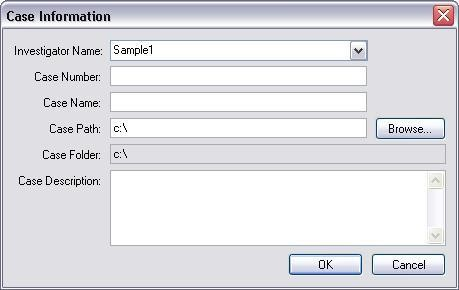 Case Information
Investigator Name: Sample1
Case Number:
Case Name:
Case Path: c:\ Browse...
Case Folder: c:\
Case Description:
OK Cancel